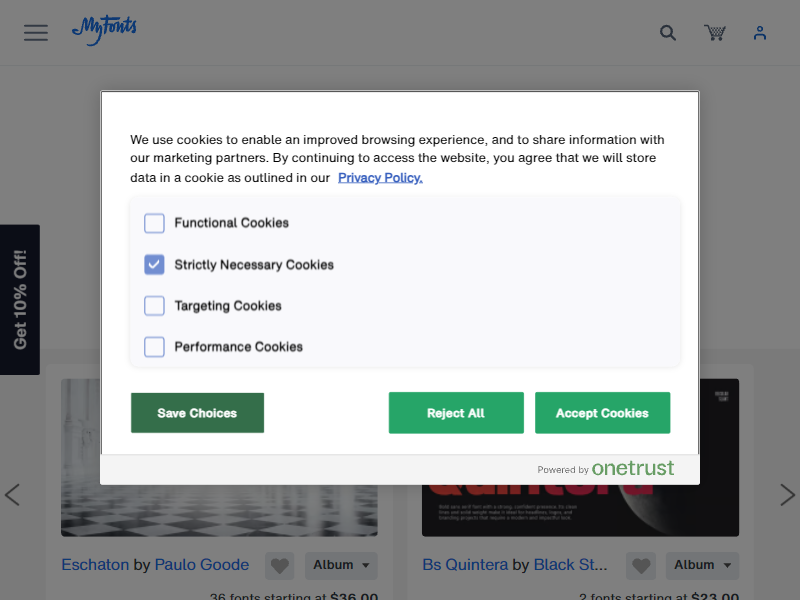 MyFonts
We use cookies to enable an improved browsing experience, and to share information with
our marketing partners. By continuing to access the website, you agree that we will store
data in a cookie as outlined in our Privacy Policy.
Functional Cookies
Strictly Necessary Cookies
Targeting Cookies
Performance Cookies
Save Choices
Reject All
Accept Cookies
Powered by onetrust
Get 10% Off!
Quintera
Eschaton by Paulo Goode
Album
36 fonts starting at $36.00
Bs Quintera by Black St...
Album
2 fonts starting at $23.00